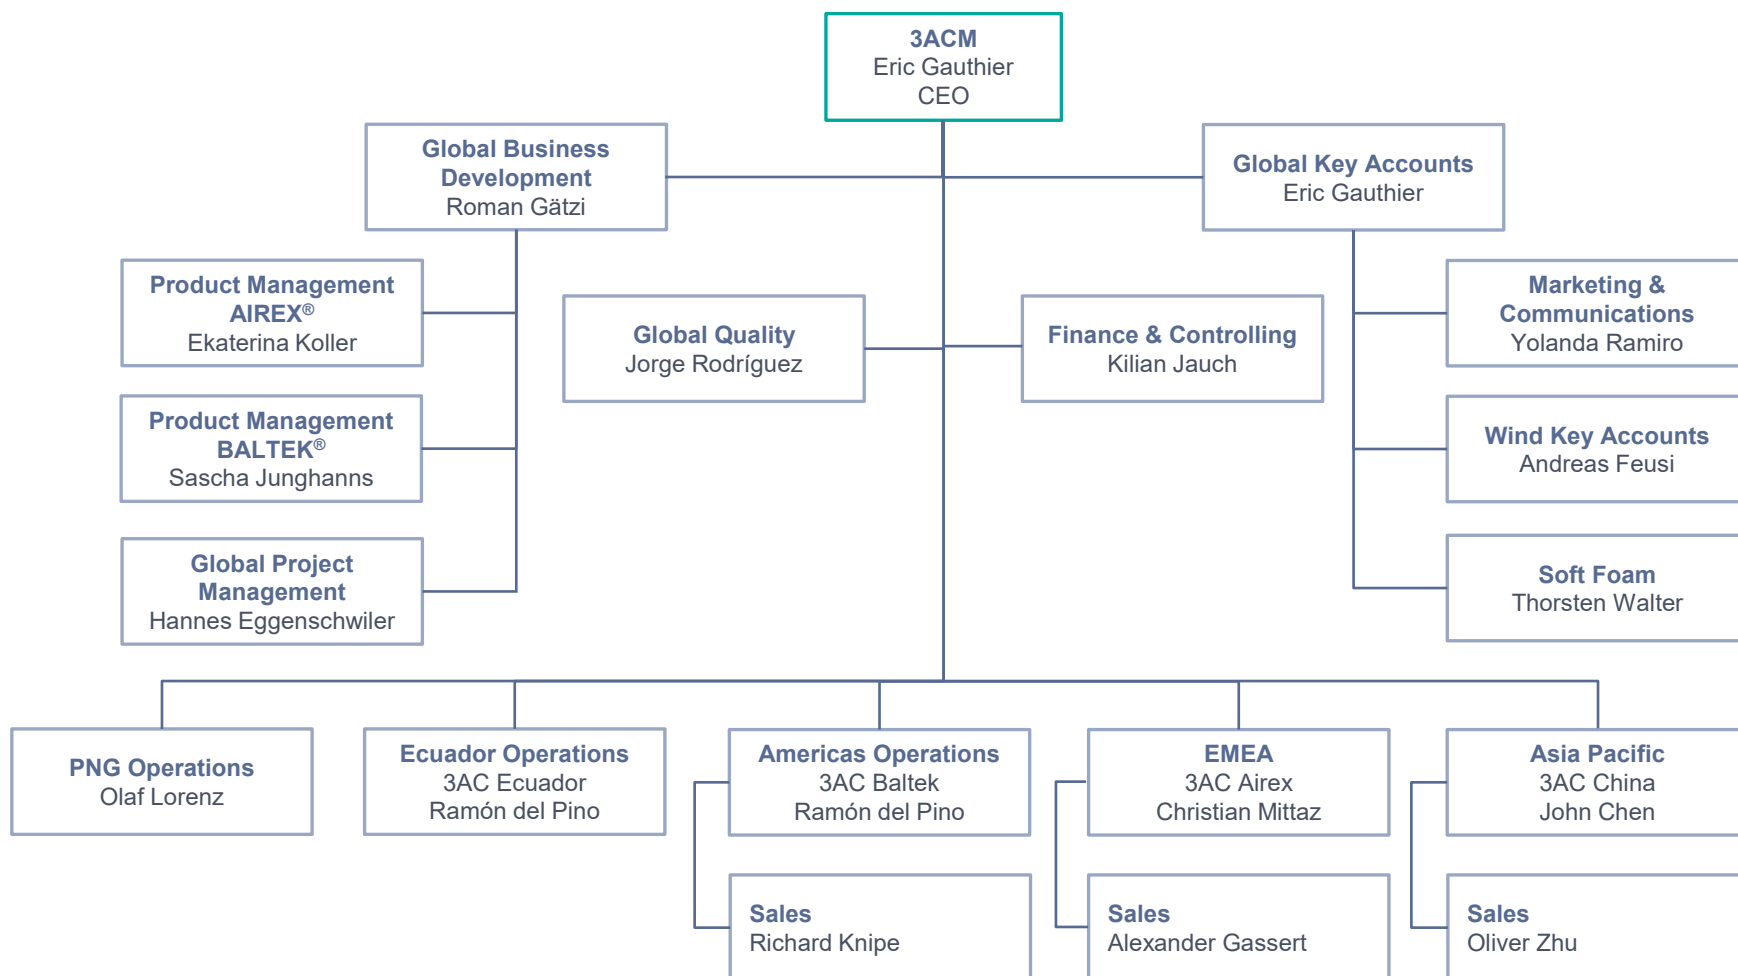 3ACM
Eric Gauthier
CEO
Global Business
Development
Roman Gätzi
Global Key Accounts
Eric Gauthier
Product Management
AIREX®
Ekaterina Koller
Global Quality
Jorge Rodríguez
Finance & Controlling
Kilian Jauch
Marketing &
Communications
Yolanda Ramiro
Product Management
BALTEK®
Sascha Junghanns
Wind Key Accounts
Andreas Feusi
Global Project
Management
Hannes Eggenschwiler
Soft Foam
Thorsten Walter
PNG Operations
Olaf Lorenz
Ecuador Operations
3AC Ecuador
Ramón del Pino
Americas Operations
3AC Baltek
Ramón del Pino
EMEA
3AC Airex
Christian Mittaz
Asia Pacific
3AC China
John Chen
Sales
Richard Knipe
Sales
Alexander Gassert
Sales
Oliver Zhu